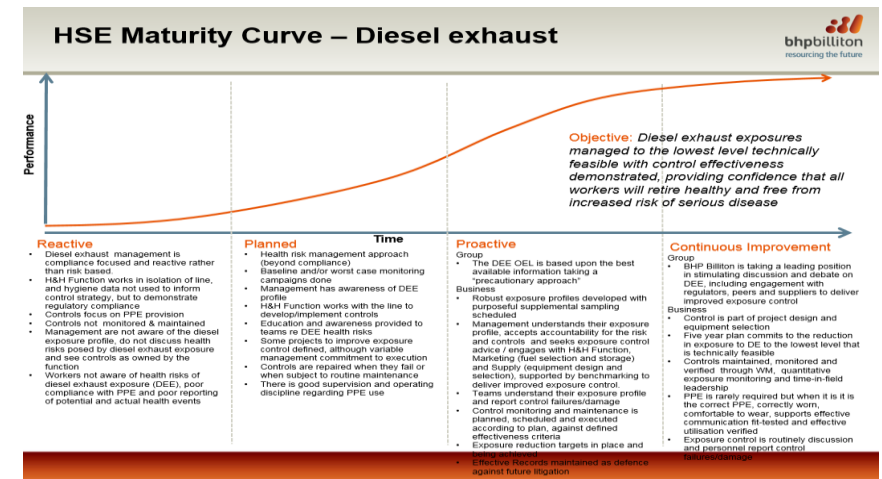 HSE Maturity Curve – Diesel exhaust
bhpbilliton
resourcing the future
Performance
Objective: Diesel exhaust exposures
managed to the lowest level technically
feasible with control effectiveness
demonstrated, providing confidence that all
workers will retire healthy and free from
increased risk of serious disease
Time
Reactive
• Diesel exhaust management is
compliance focused and reactive rather
than risk based.
• H&H Function works in isolation of line,
and hygiene data not used to inform
control strategy, but to demonstrate
regulatory compliance
• Controls focus on PPE provision
• Controls not monitored & maintained
• Management are not aware of the diesel
exposure profile, do not discuss health
risks posed by diesel exhaust exposure
and see controls as owned by the
function
• Workers not aware of health risks of
diesel exhaust exposure (DEE), poor
compliance with PPE and poor reporting
of potential and actual health events
Planned
• Health risk management approach
(beyond compliance)
• Baseline and/or worst case monitoring
campaigns done
• Management has awareness of DEE
profile
• H&H Function works with the line to
develop/implement controls
• Education and awareness provided to
teams re DEE health risks
• Some projects to improve exposure
control defined, although variable
management commitment to execution
• Controls are repaired when they fail or
when subject to routine maintenance
• There is good supervision and operating
discipline regarding PPE use
Proactive
Group
• The DEE OEL is based upon the best
available information taking a
"precautionary approach"
Business
• Robust exposure profiles developed with
purposeful supplemental sampling
scheduled
• Management understands their exposure
profile, accepts accountability for the risk
and controls and seeks exposure control
advice / engages with H&H Function,
Marketing (fuel selection and storage)
and Supply (equipment design and
selection), supported by benchmarking to
deliver improved exposure control.
• Teams understand their exposure profile
and report control failures/damage
• Control monitoring and maintenance is
planned, scheduled and executed
according to plan, against defined
effectiveness criteria
• Exposure reduction targets in place and
being achieved
• Effective Records maintained as defence
against future litigation
Continuous Improvement
Group
• BHP Billiton is taking a leading position
in stimulating discussion and debate on
DEE, including engagement with
regulators, peers and suppliers to deliver
improved exposure control
Business
• Control is part of project design and
equipment selection
• Five year plan commits to the reduction
in exposure to DE to the lowest level that
is technically feasible
• Controls maintained, monitored and
verified through WM, quantitative
exposure monitoring and time-in-field
leadership
• PPE is rarely required but when it is it is
the correct PPE, correctly worn,
comfortable to wear, supports effective
communication fit-tested and effective
utilisation verified
• Exposure control is routinely discussion
and personnel report control
failures/damage